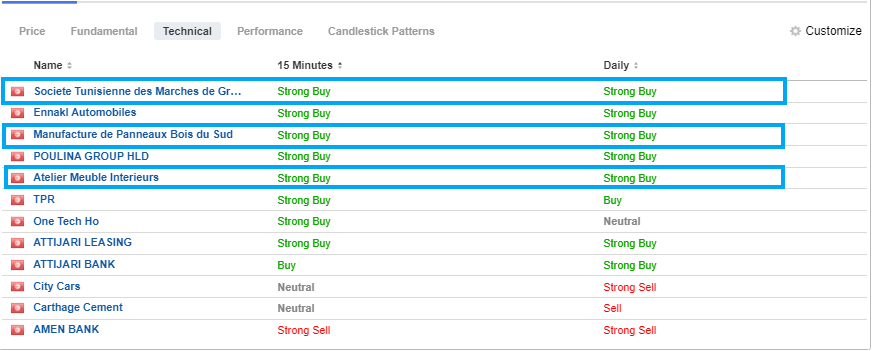 Price Fundamental Technical Performance Candlestick Patterns Customize
Name 15 Minutes Daily
Societe Tunisienne des Marches de Gr... Strong Buy Strong Buy
Ennakl Automobiles Strong Buy Strong Buy
Manufacture de Panneaux Bois du Sud Strong Buy Strong Buy
POULINA GROUP HLD Strong Buy Strong Buy
Atelier Meuble Interieurs Strong Buy Strong Buy
TPR Strong Buy Buy
One Tech Ho Strong Buy Neutral
ATTIJARI LEASING Strong Buy Strong Buy
ATTIJARI BANK Buy Strong Buy
City Cars Neutral Strong Sell
Carthage Cement Neutral Sell
AMEN BANK Strong Sell Strong Sell